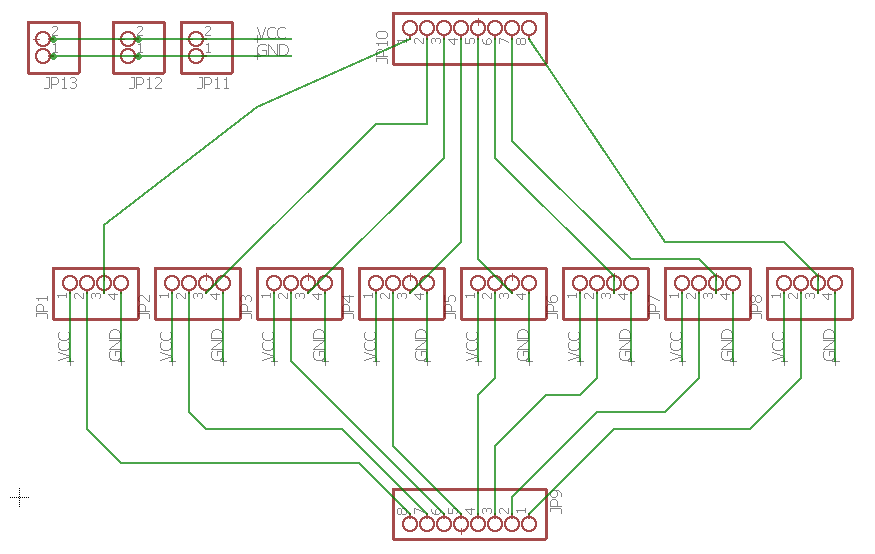 2 2 2 VCC
1 1 1 GND
JP13 JP12 JP11
JP10
1 2 3 4 5 6 7 8
JP1 1 2 3 4
JP2 1 2 3 4
JP3 1 2 3 4
JP4 1 2 3 4
JP5 1 2 3 4
JP6 1 2 3 4
JP7 1 2 3 4
JP8 1 2 3 4
VCC GND VCC GND VCC GND VCC GND VCC GND VCC GND VCC GND VCC GND
8 7 6 5 4 3 2 1
JP9